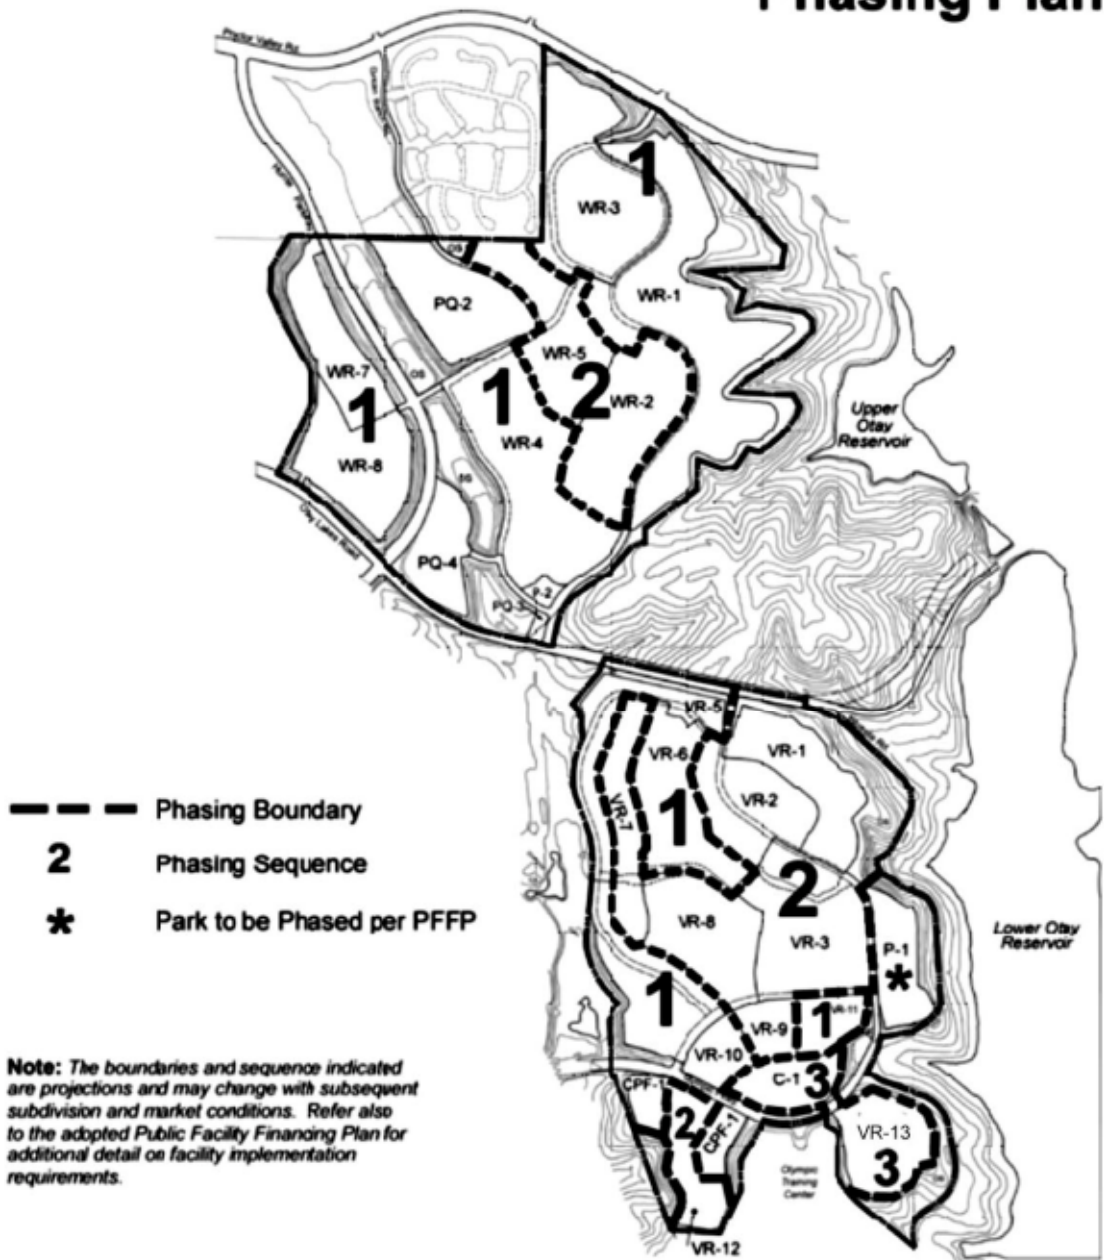 Phasing Plan
Proctor Valley Rd.
1
WR-3
OS
WR-1
PQ-2
WR-5
WR-7
OS
1
2
WR-2
1
WR-4
Upper
Otay
Reservoir
WR-8
OS
Otay Lakes Road
PQ-4
P-2
PQ-3
VR-5
VR-6
VR-1
VR-2
VR-7
1
Phasing Boundary
2
Phasing Sequence
2
*
Park to be Phased per PFFP
VR-8
VR-3
P-1
*
Lower Otay
Reservoir
1
VR-9
1
VR-11
VR-10
C-1
3
CPF-1
2
CPF-1
VR-13
3
Olympic
Training
Center
VR-12
Note: The boundaries and sequence indicated
are projections and may change with subsequent
subdivision and market conditions. Refer also
to the adopted Public Facility Financing Plan for
additional detail on facility implementation
requirements.